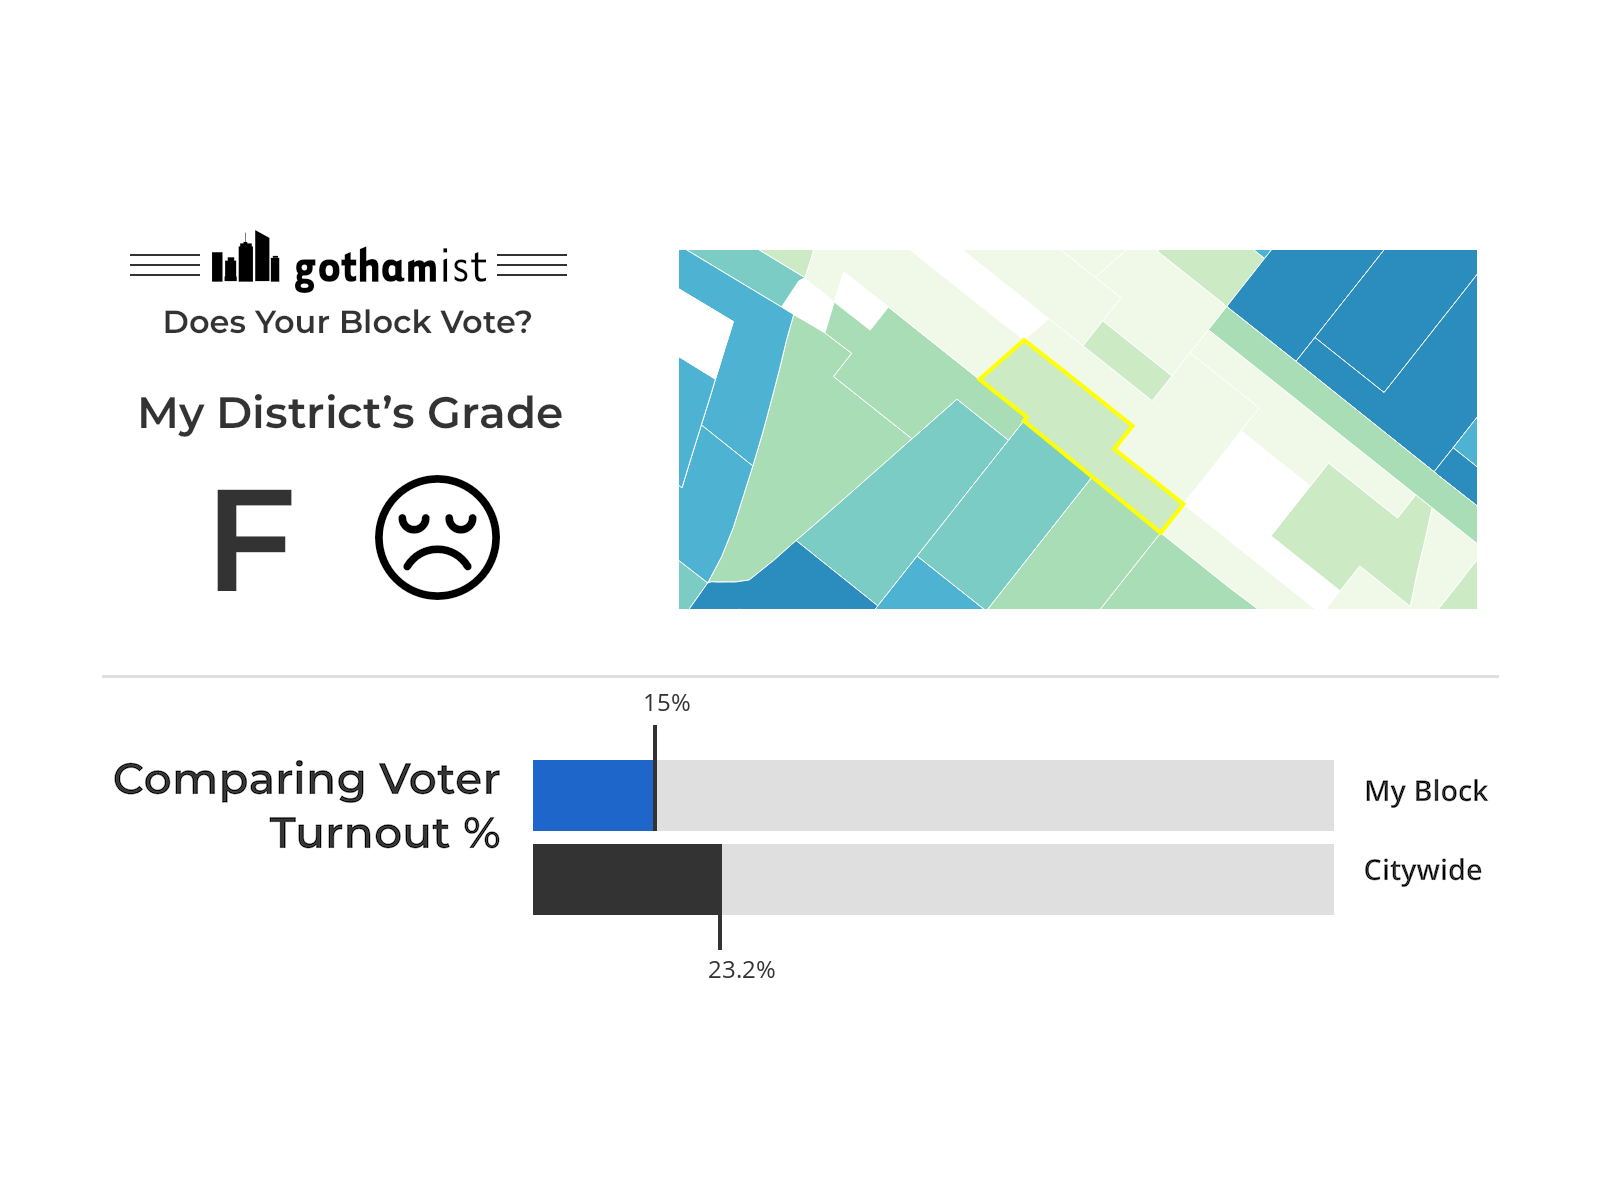 gothamist
Does Your Block Vote?
My District’s Grade
F
15%
Comparing Voter
Turnout %
My Block
Citywide
23.2%